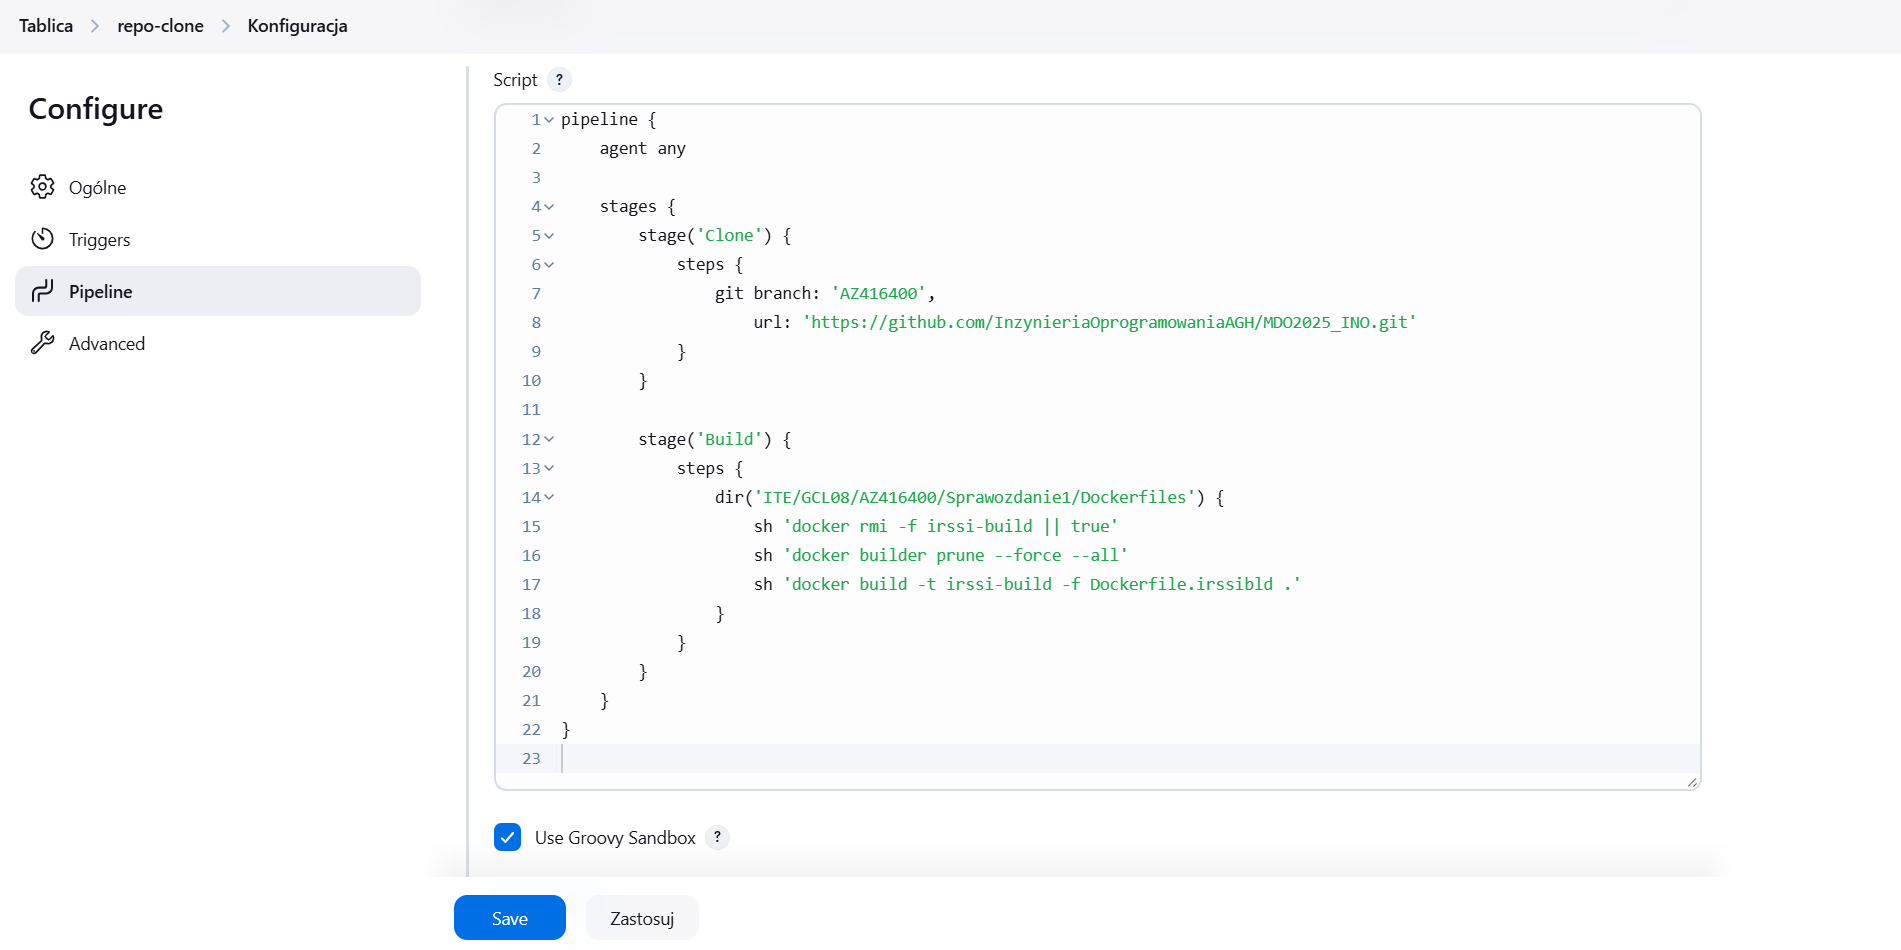 Tablica > repo-clone > Konfiguracja
Configure
Ogólne
Triggers
Pipeline
Advanced
Script ?
1 pipeline {
2     agent any
3
4     stages {
5         stage('Clone') {
6             steps {
7                 git branch: 'AZ416400',
8                     url: 'https://github.com/InzynieriaOprogramowaniaAGH/MDO2025_INO.git'
9             }
10         }
11
12         stage('Build') {
13             steps {
14                 dir('ITE/GCL08/AZ416400/Sprawozdanie1/Dockerfiles') {
15                     sh 'docker rmi -f irssi-build || true'
16                     sh 'docker builder prune --force --all'
17                     sh 'docker build -t irssi-build -f Dockerfile.irssibld .'
18                 }
19             }
20         }
21     }
22 }
23
Use Groovy Sandbox ?
Save
Zastosuj